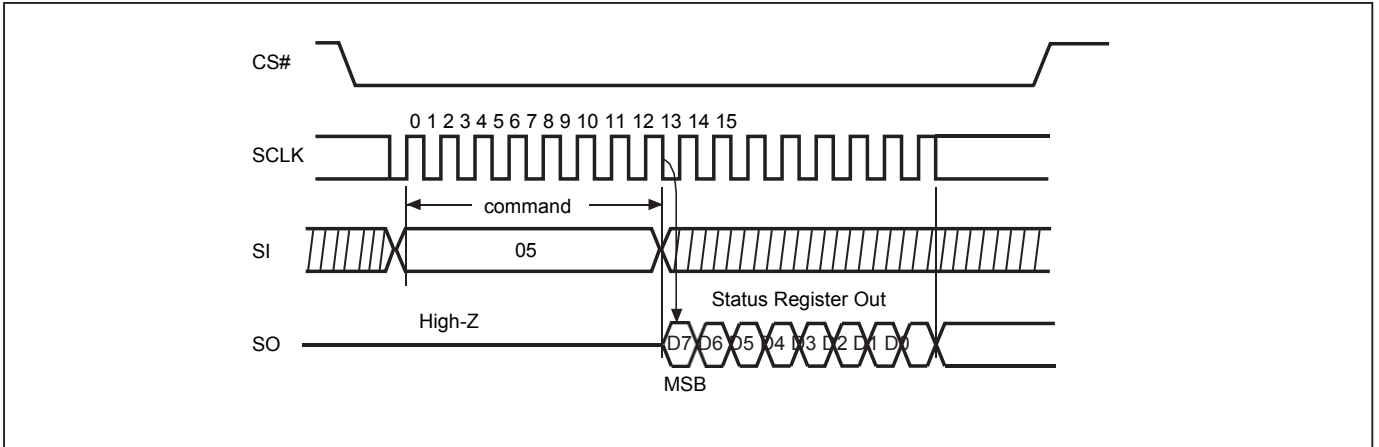 CS#
0 1 2 3 4 5 6 7 8 9 10 11 12 13 14 15
SCLK
command
SI
05
Status Register Out
High-Z
SO
D7 D6 D5 D4 D3 D2 D1 D0
MSB